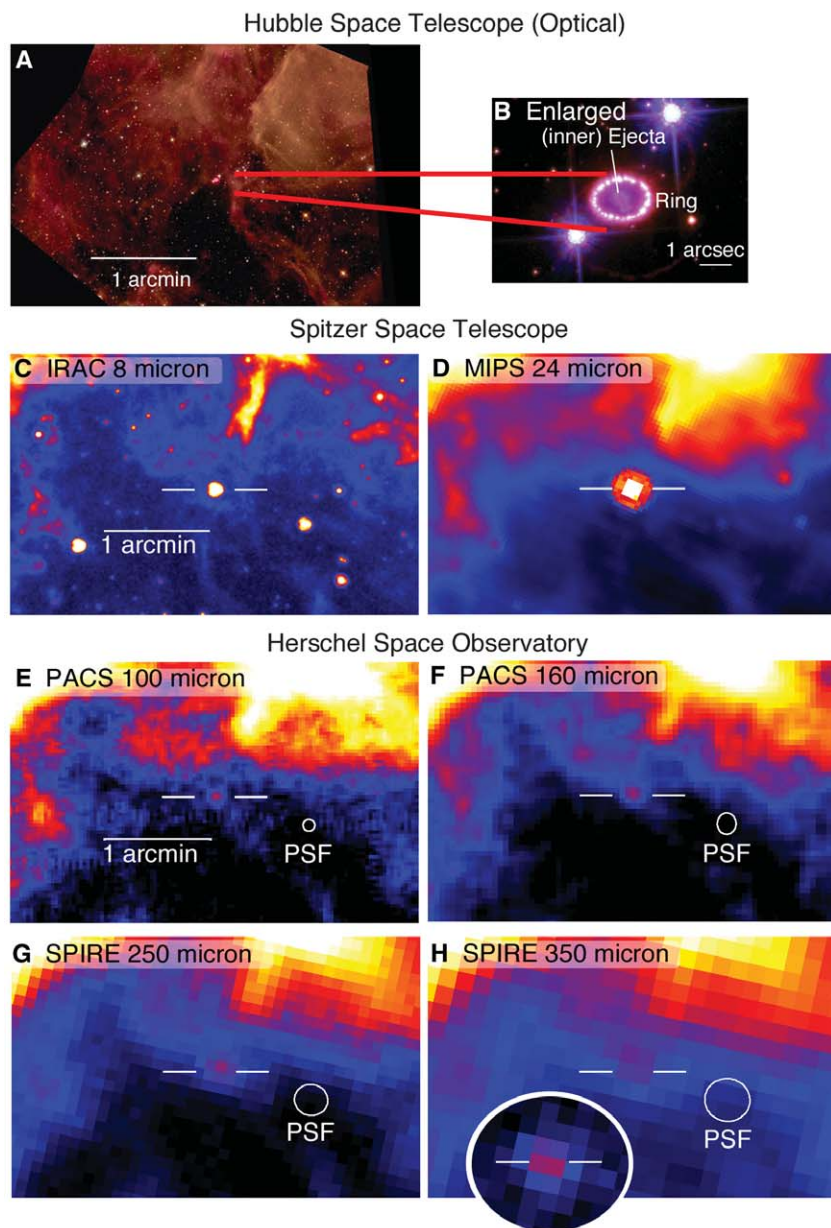 Hubble Space Telescope (Optical)
A
1 arcmin
B Enlarged
(inner) Ejecta
Ring
1 arcsec
Spitzer Space Telescope
C IRAC 8 micron
1 arcmin
D MIPS 24 micron
Herschel Space Observatory
E PACS 100 micron
PSF
1 arcmin
F PACS 160 micron
PSF
G SPIRE 250 micron
PSF
H SPIRE 350 micron
PSF